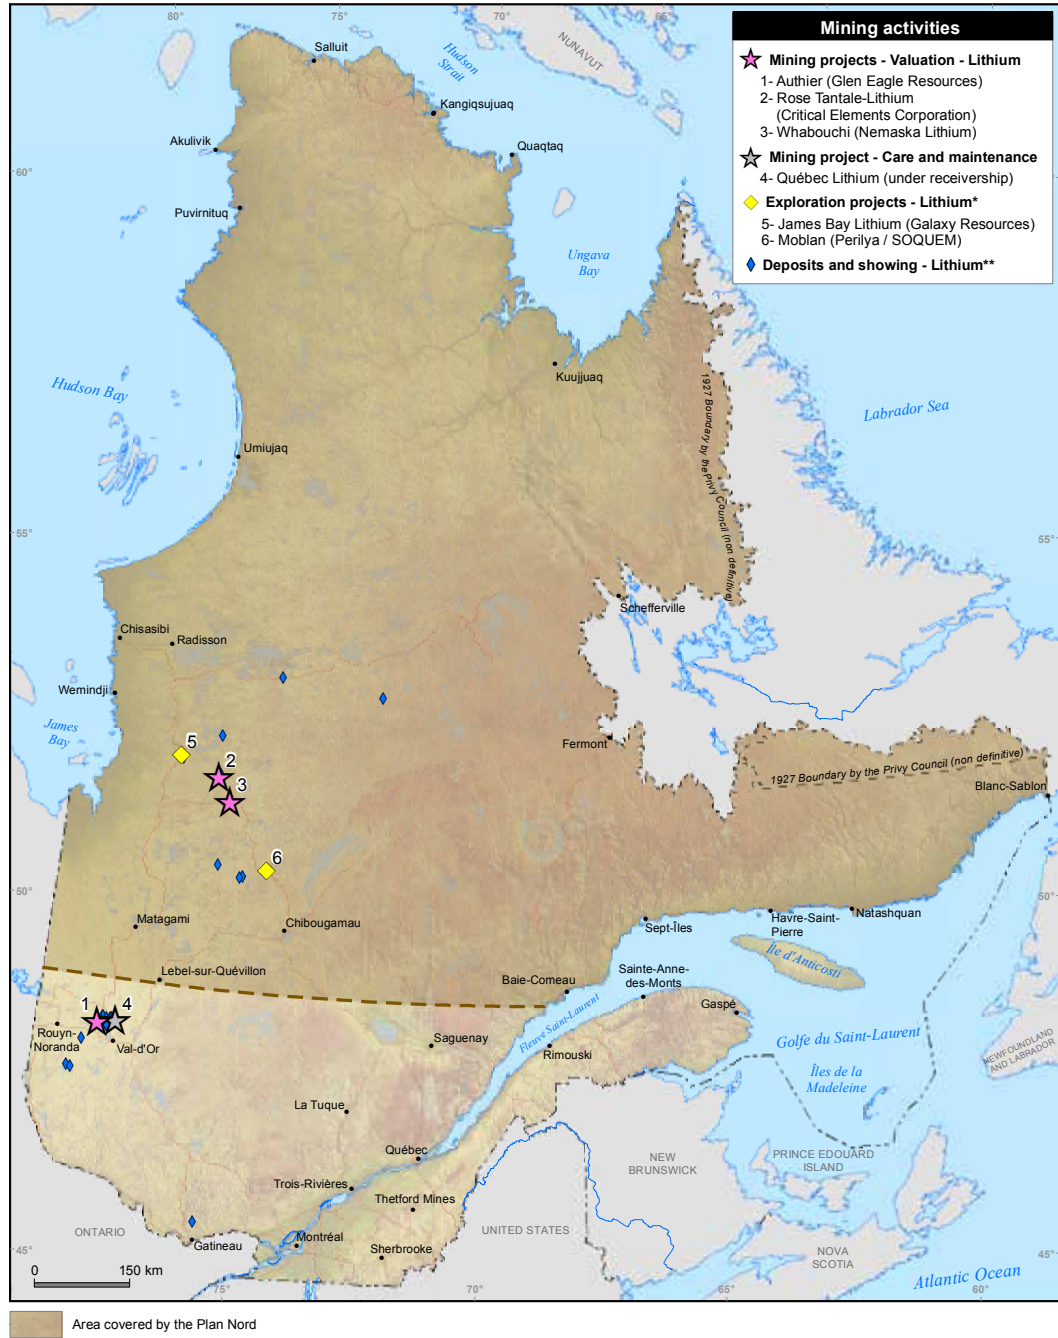 80°
75°
70°
65°
Mining activities
Mining projects - Valuation - Lithium
1- Authier (Glen Eagle Resources)
2- Rose Tantale-Lithium
(Critical Elements Corporation)
3- Whabouchi (Nemaska Lithium)
Mining project - Care and maintenance
4- Québec Lithium (under receivership)
Exploration projects - Lithium*
5- James Bay Lithium (Galaxy Resources)
6- Moblan (Perilya / SOQUEM)
Deposits and showing - Lithium**
Salluit
Hudson
Strait
NUNAVUT
Kangiqsujuaq
Akulivik
Quaqtaq
60°
Puvirnituq
Ungava
Bay
Kuujjuaq
Hudson Bay
Labrador Sea
1927 Boundary by the Privy Council (non definitive)
Umiujaq
55°
55°
Schefferville
Chisasibi
Radisson
Wemindji
James
Bay
Fermont
5
2
3
1927 Boundary by the Privy Council (non definitive)
Blanc-Sablon
6
50°
50°
Matagami
Chibougamau
Sept-Îles
Havre-Saint-
Pierre
Natashquan
Île d'Anticosti
Lebel-sur-Quévillon
Baie-Comeau
Sainte-Anne-
des-Monts
Gaspé
1
4
Rouyn-
Noranda
Val-d'Or
Saguenay
Fleuve Saint-Laurent
Rimouski
Golfe du Saint-Laurent
Îles de la
Madeleine
NEWFOUNDLAND
AND LABRADOR
La Tuque
Québec
NEW
BRUNSWICK
PRINCE EDOUARD
ISLAND
Trois-Rivières
Thetford Mines
ONTARIO
UNITED STATES
Gatineau
Montréal
Sherbrooke
NOVA
SCOTIA
45°
45°
Atlantic Ocean
0
150 km
75°
70°
65°
60°
Area covered by the Plan Nord